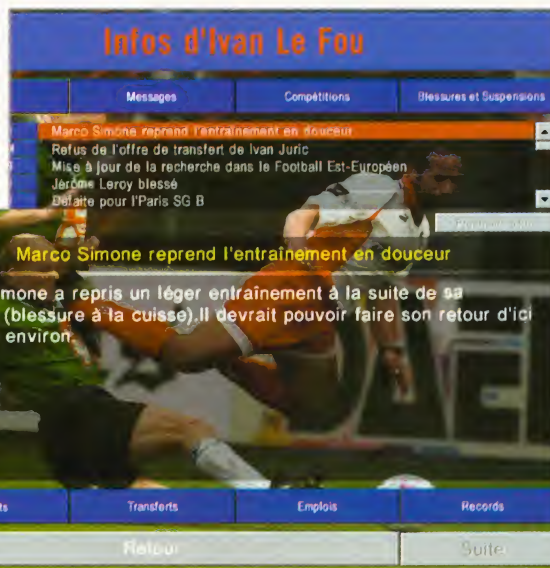 Infos d'Ivan Le Fou
Messages Compétitions Blessures et Suspensions
Marco Simone reprend l'entraînement en douceur
Refus de l'offre de transfert de Ivan Juric
Mise à jour de la recherche dans le Football Est-Européen
Jérôme Leroy blessé
Défaite pour l'Paris SG B
Marco Simone reprend l'entraînement en douceur
mone a repris un léger entraînement à la suite de sa
(blessure à la cuisse).Il devrait pouvoir faire son retour d'ici
environ.
ts Transferts Emplois Records
Retour Suite